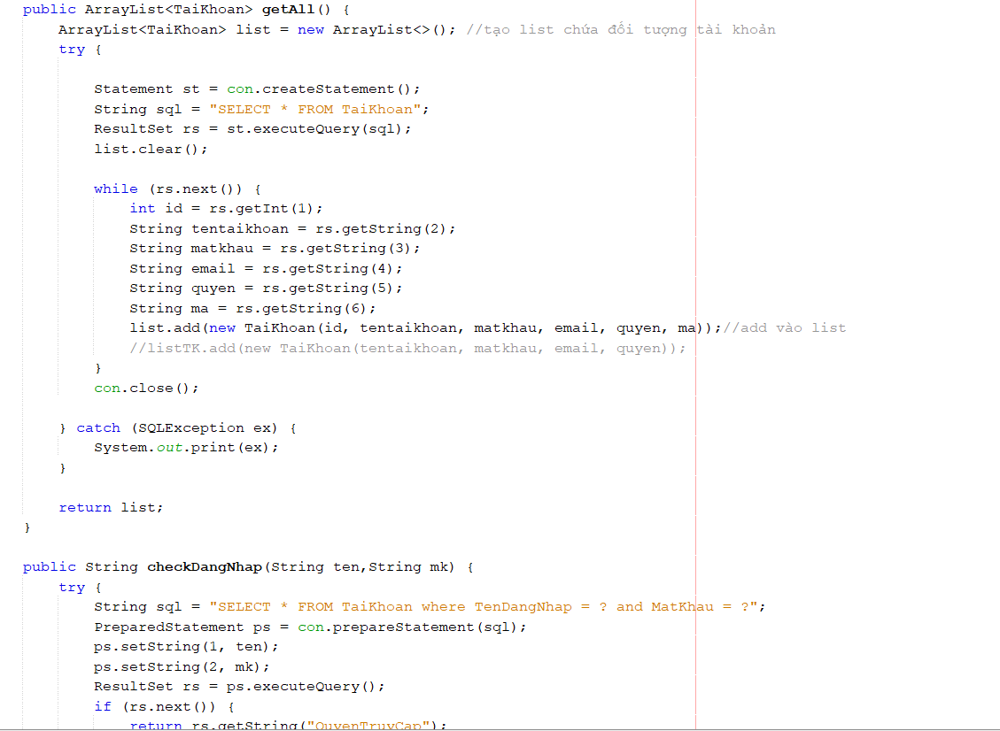 public ArrayList<TaiKhoan> getAll() {
ArrayList<TaiKhoan> list = new ArrayList<>(); //tạo list chứa đối tượng tài khoản
try {
Statement st = con.createStatement();
String sql = "SELECT * FROM TaiKhoan";
ResultSet rs = st.executeQuery(sql);
list.clear();
while (rs.next()) {
int id = rs.getInt(1);
String tentaikhoan = rs.getString(2);
String matkhau = rs.getString(3);
String email = rs.getString(4);
String quyen = rs.getString(5);
String ma = rs.getString(6);
list.add(new TaiKhoan(id, tentaikhoan, matkhau, email, quyen, ma));//add vào list
//listTK.add(new TaiKhoan(tentaikhoan, matkhau, email, quyen));
}
con.close();
} catch (SQLException ex) {
System.out.print(ex);
}
return list;
}
public String checkDangNhap(String ten,String mk) {
try {
String sql = "SELECT * FROM TaiKhoan where TenDangNhap = ? and MatKhau = ?";
PreparedStatement ps = con.prepareStatement(sql);
ps.setString(1, ten);
ps.setString(2, mk);
ResultSet rs = ps.executeQuery();
if (rs.next()) {
return rs.getString("QuyenTruyCap");